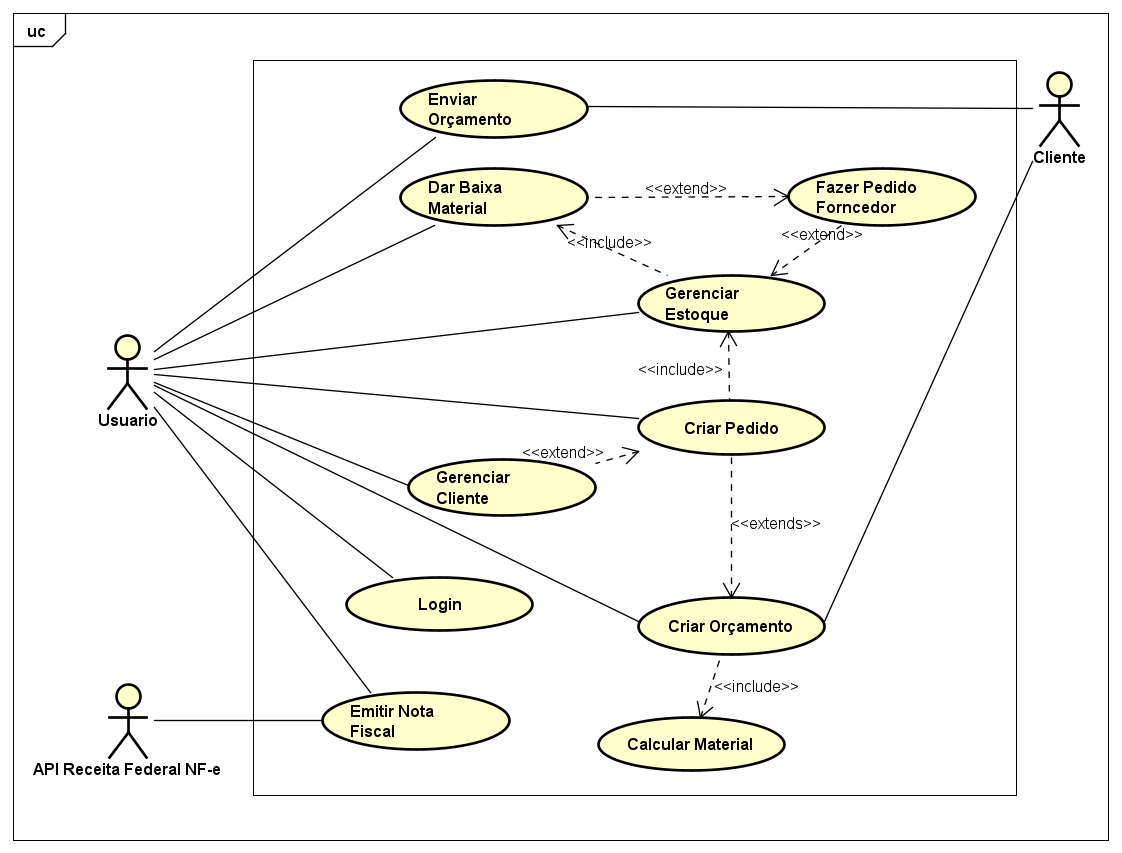 uc
Enviar
Orçamento
Cliente
Dar Baixa
Material
<<extend>>
Fazer Pedido
Forncedor
<<include>>
<<extend>>
Gerenciar
Estoque
Usuario
<<include>>
Criar Pedido
<<extend>>
Gerenciar
Cliente
<<extends>>
Login
Criar Orçamento
<<include>>
Emitir Nota
Fiscal
Calcular Material
API Receita Federal NF-e